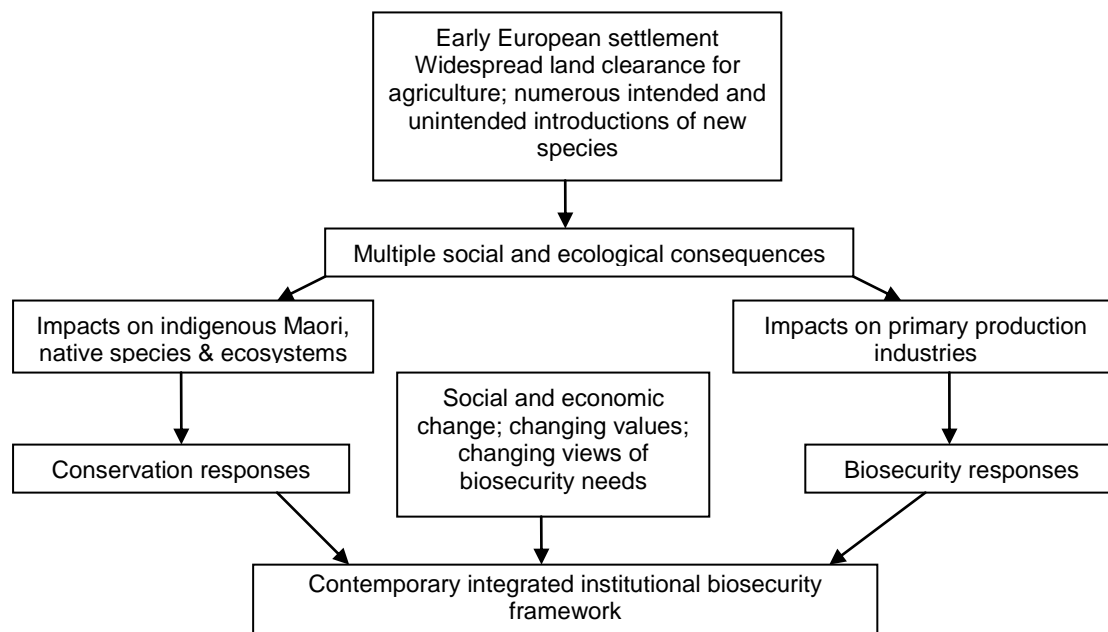 Early European settlement
Widespread land clearance for
agriculture; numerous intended and
unintended introductions of new
species
Multiple social and ecological consequences
Impacts on indigenous Maori,
native species & ecosystems
Impacts on primary production
industries
Social and economic
change; changing values;
changing views of
biosecurity needs
Conservation responses
Biosecurity responses
Contemporary integrated institutional biosecurity
framework